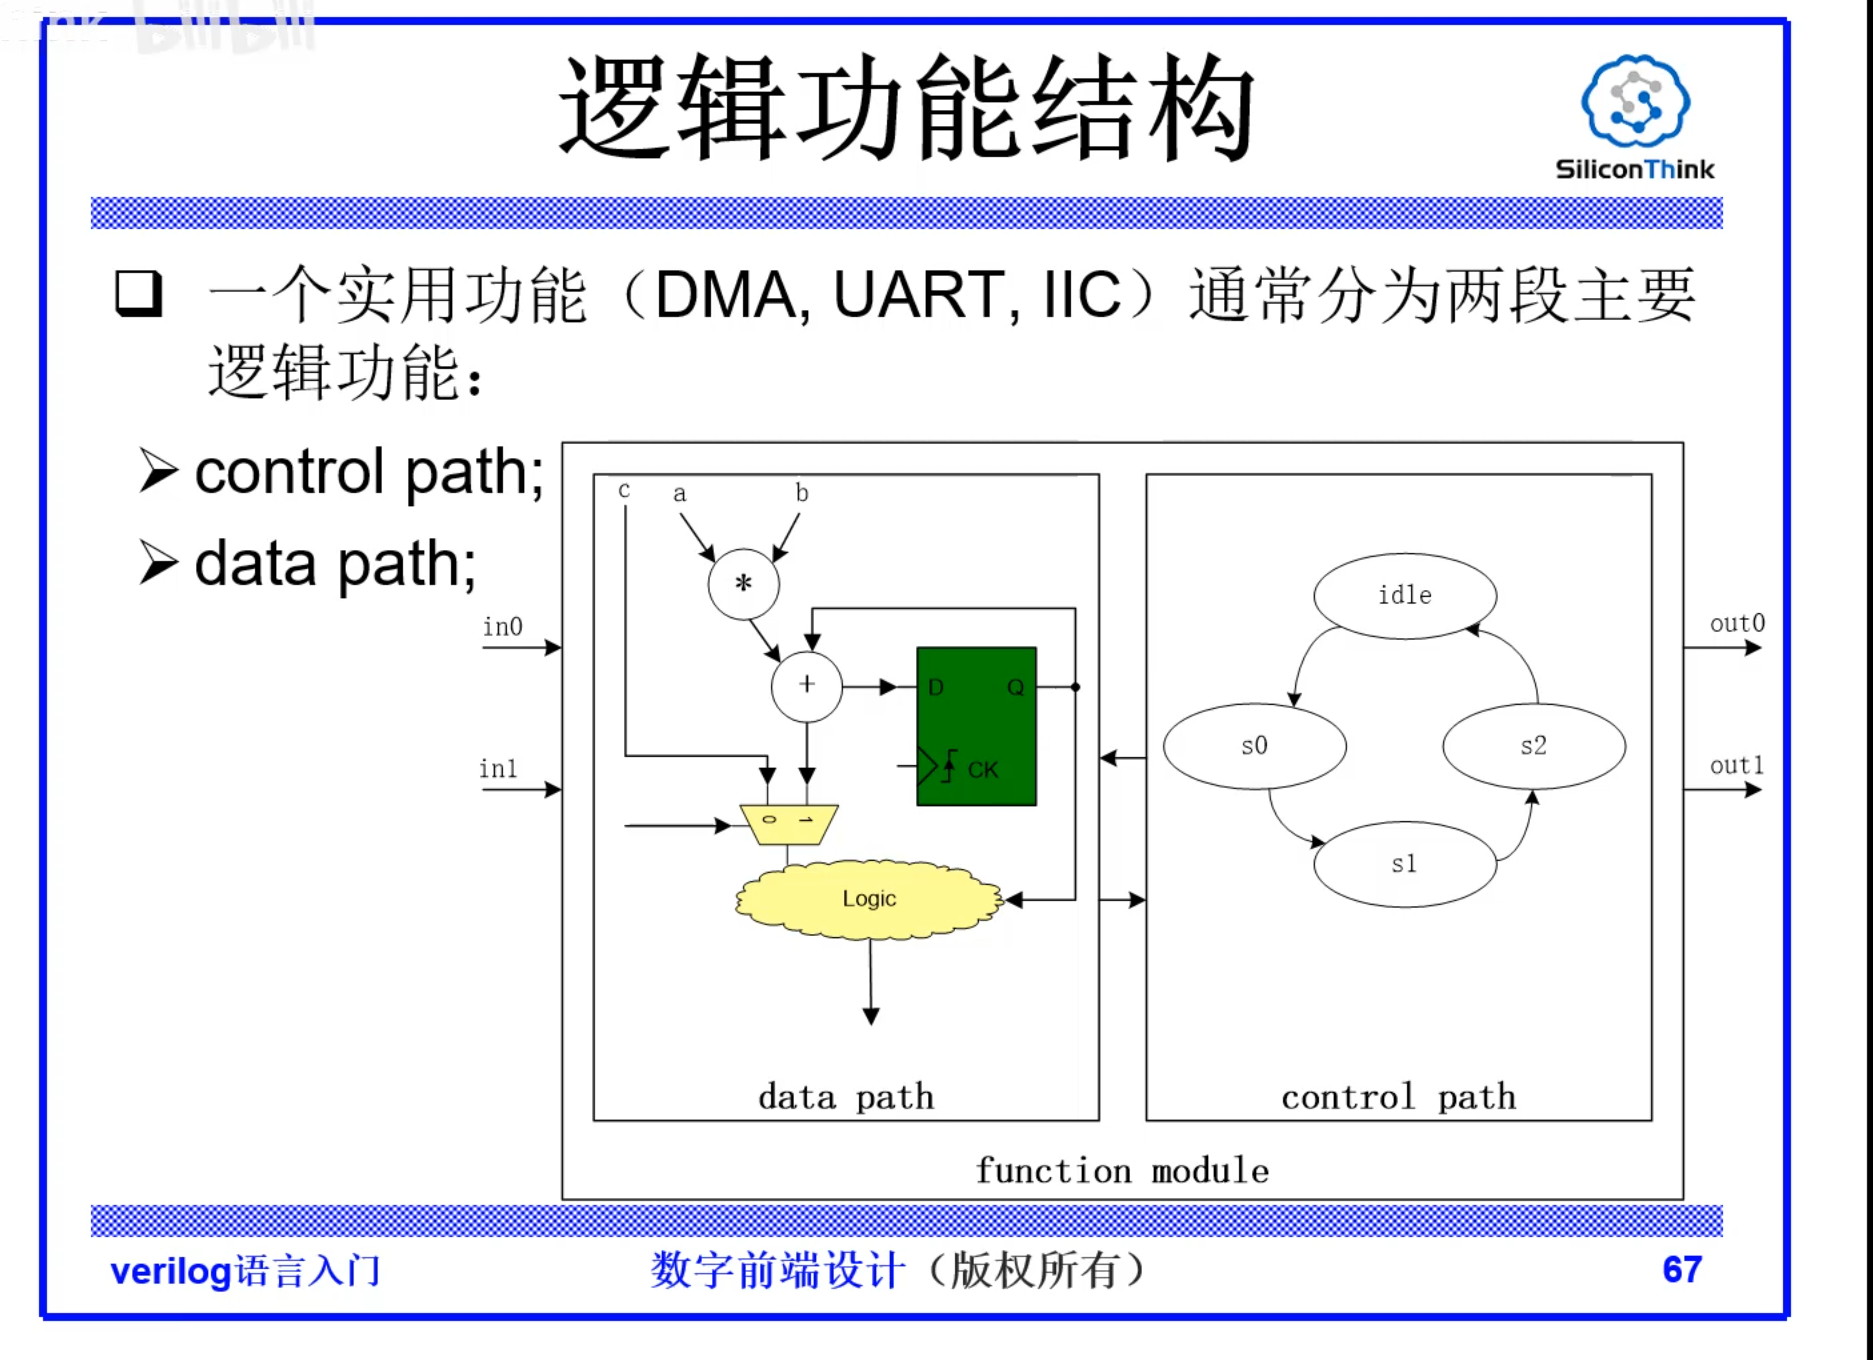 bilibili
逻辑功能结构
SiliconThink
一个实用功能（DMA, UART, IIC）通常分为两段主要
逻辑功能：
control path;
data path;
c a b
*
+
D Q
CK
0 1
Logic
data path
in0
in1
idle
s0
s2
s1
control path
out0
out1
function module
verilog语言入门
数字前端设计（版权所有）
67